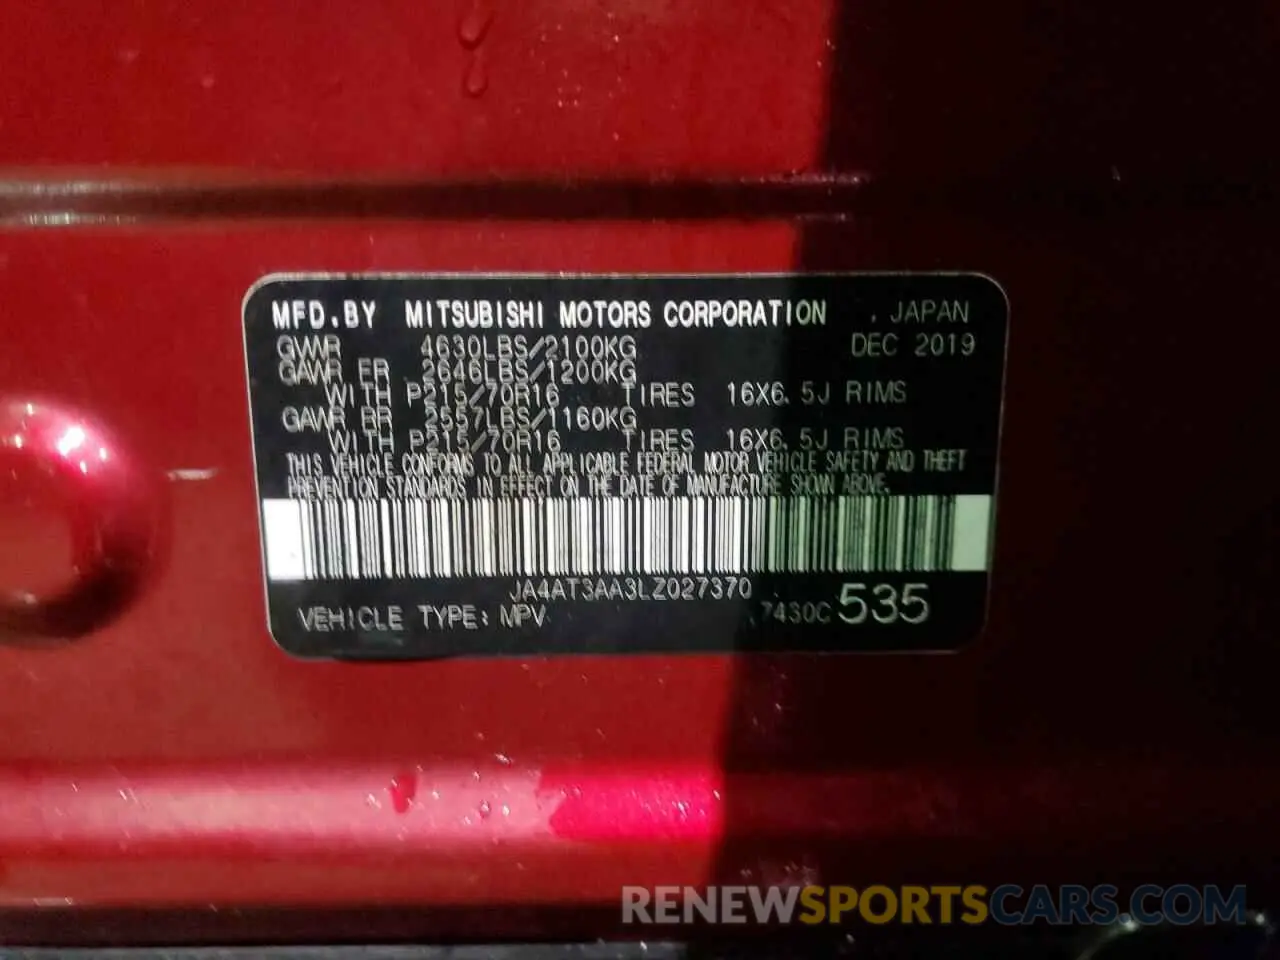 MFD.BY MITSUBISHI MOTORS CORPORATION , JAPAN
GVWR 4630LBS/2100KG DEC 2019
GAWR FR 2646LBS/1200KG
WITH P215/70R16 TIRES 16X6.5J RIMS
GAWR RR 2557LBS/1160KG
WITH P215/70R16 TIRES 16X6.5J RIMS
THIS VEHICLE CONFORMS TO ALL APPLICABLE FEDERAL MOTOR VEHICLE SAFETY AND THEFT
PREVENTION STANDARDS IN EFFECT ON THE DATE OF MANUFACTURE SHOWN ABOVE.
JA4AT3AA3LZ027370
VEHICLE TYPE: MPV 7430C 535
RENEWSPORTSCARS.COM